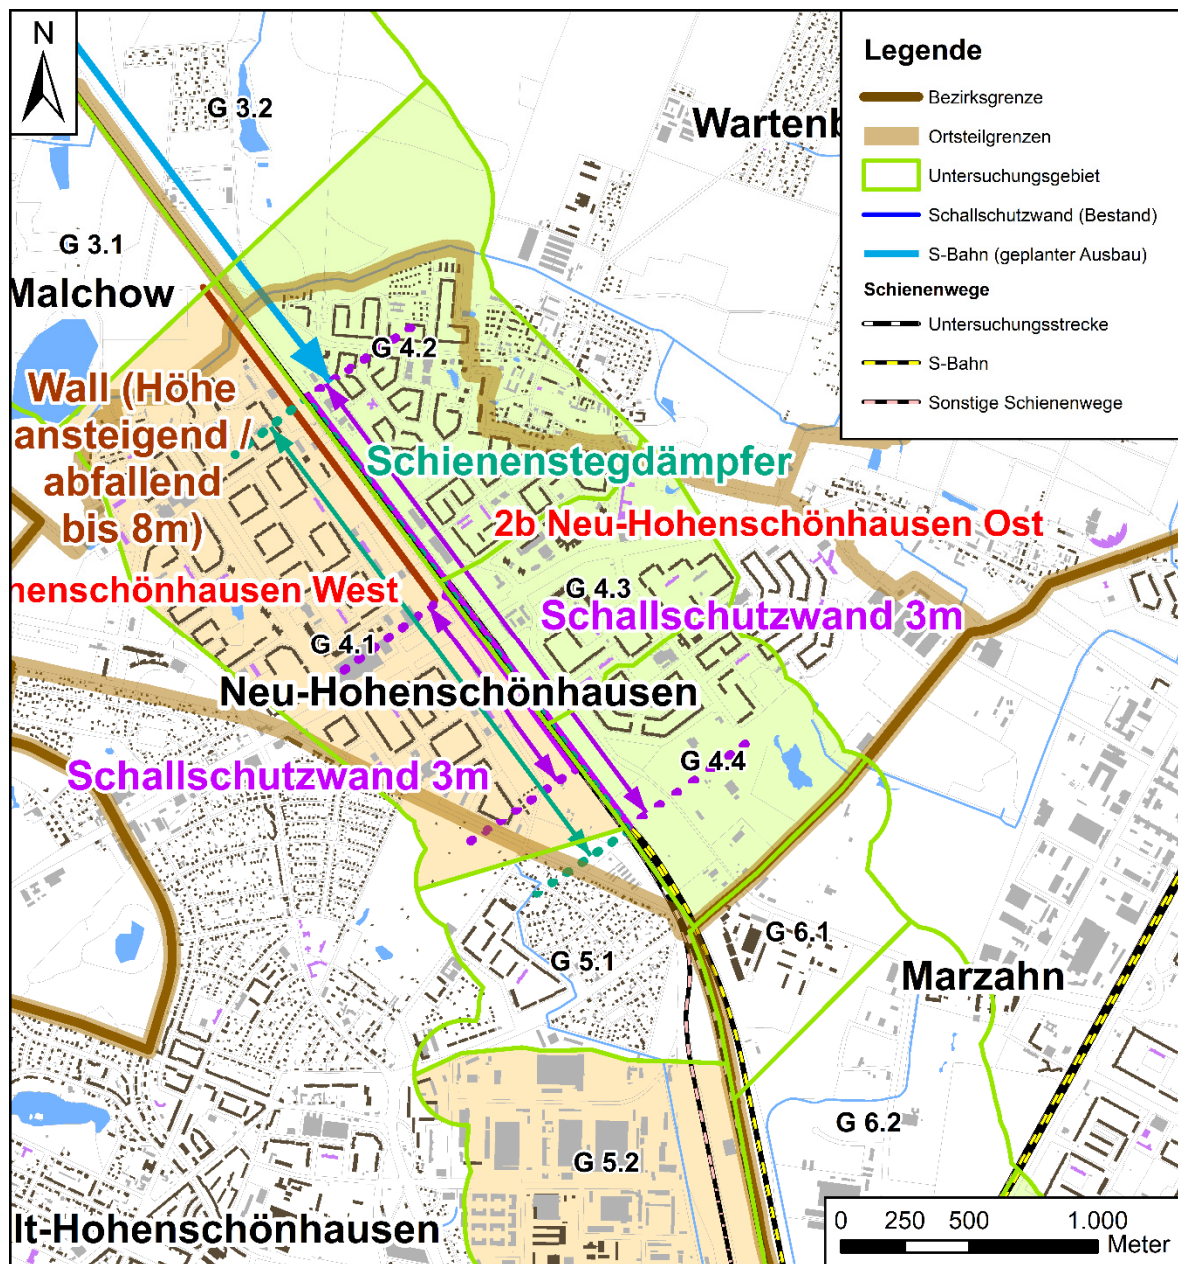 N
G 3.2
Wartenb
G 3.1
Malchow
G 4.2
Wall (Höhe
ansteigend /
abfallend
bis 8m)
Schienenstegdämpfer
2b Neu-Hohenschönhausen Ost
henschönhausen West
G 4.3
Schallschutzwand 3m
G 4.1
Neu-Hohenschönhausen
Schallschutzwand 3m
G 4.4
G 6.1
G 5.1
Marzahn
G 6.2
G 5.2
lt-Hohenschönhausen
Legende
Bezirksgrenze
Ortsteilgrenzen
Untersuchungsgebiet
Schallschutzwand (Bestand)
S-Bahn (geplanter Ausbau)
Schienenwege
Untersuchungsstrecke
S-Bahn
Sonstige Schienenwege
0 250 500 1.000
Meter